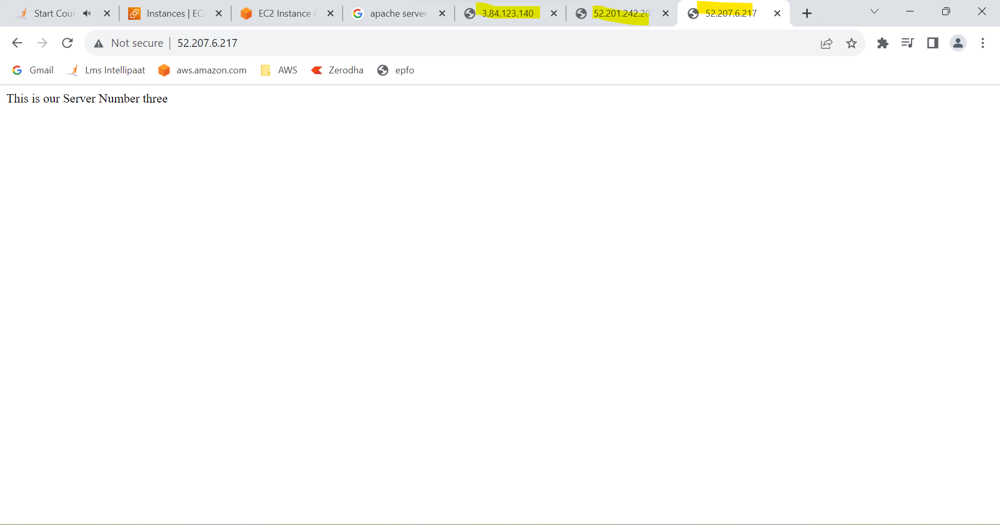 Start Cour
Instances | EC2
EC2 Instance C
apache server
3.84.123.140
52.201.242.20
52.207.6.217
Not secure | 52.207.6.217
Gmail Lms Intellipaat aws.amazon.com AWS Zerodha epfo
This is our Server Number three